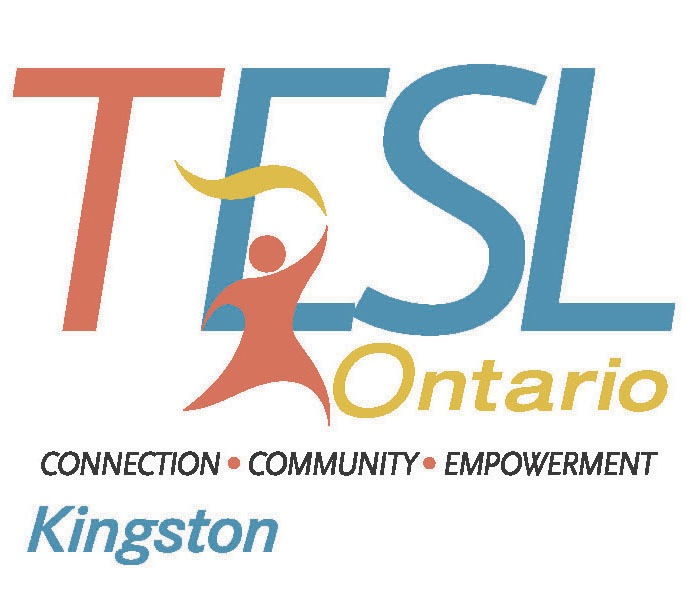 TESL
Ontario
CONNECTION • COMMUNITY • EMPOWERMENT
Kingston